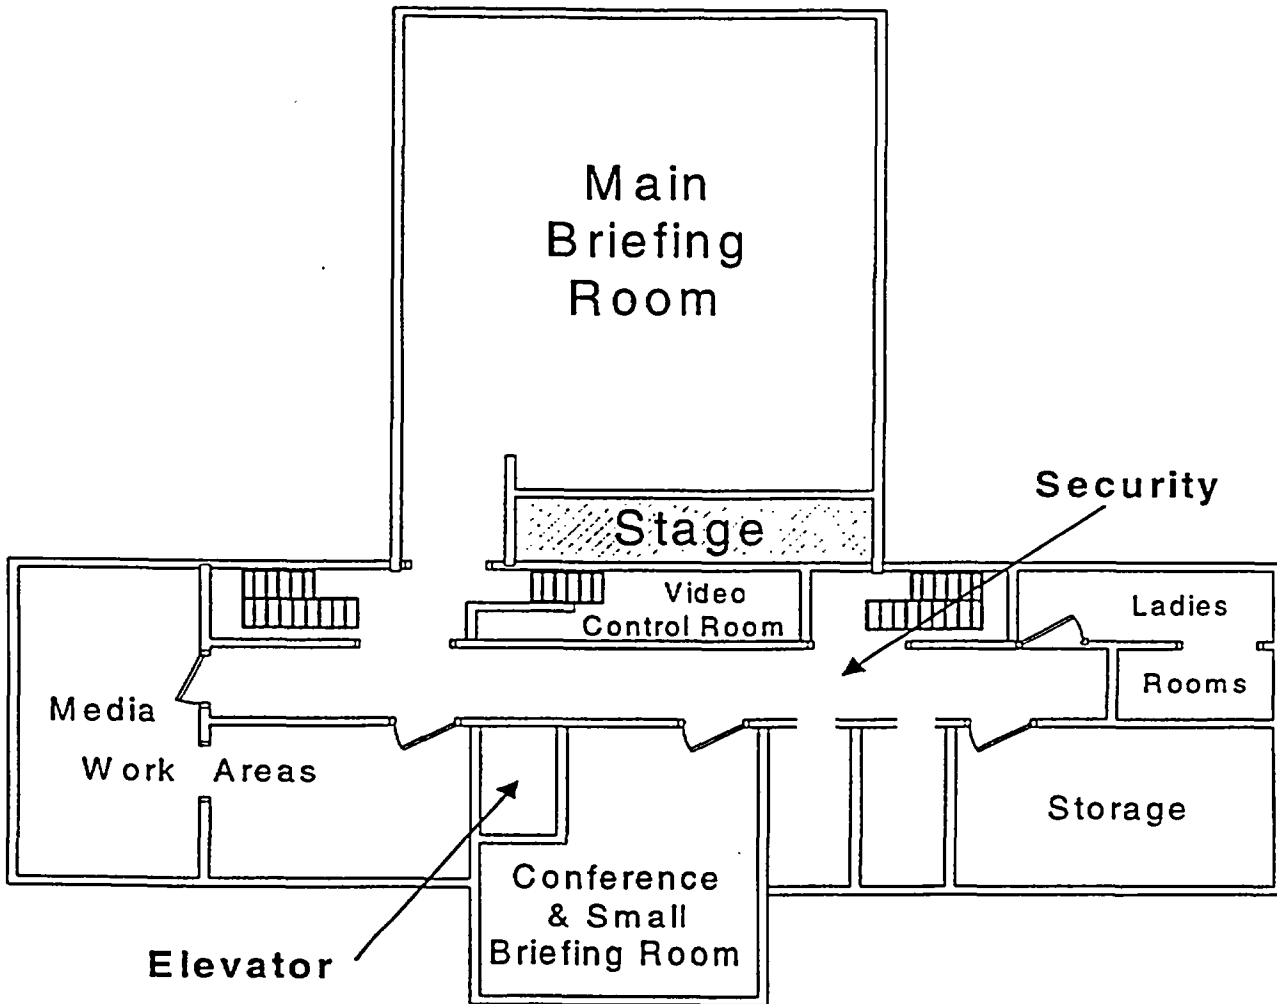 Main
Briefing
Room
Stage
Security
Video
Control Room
Ladies
Rooms
Media
Work Areas
Storage
Conference
& Small
Briefing Room
Elevator